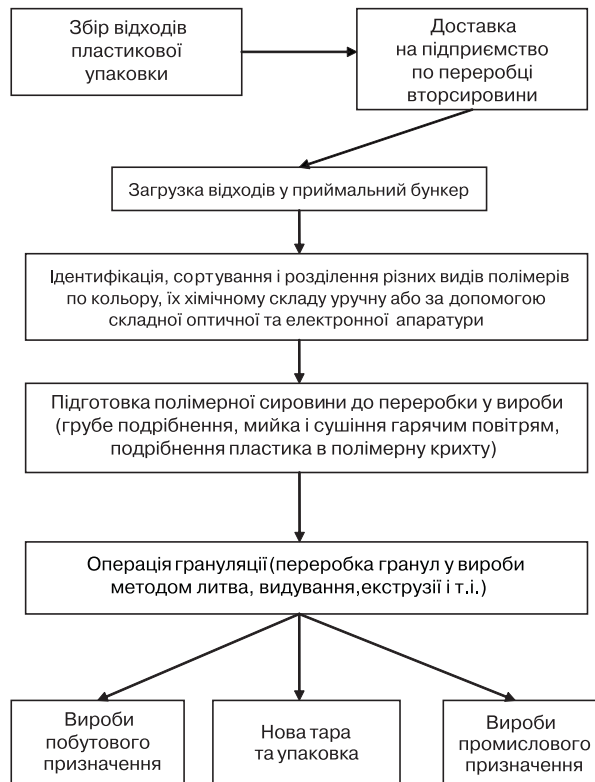 Збір відходів
пластикової
упаковки
Доставка
на підприємство
по переробці
вторсировини
Загрузка відходів у приймальний бункер
Ідентифікація, сортування і розділення різних видів полімерів
по кольору, їх хімічному складу уручну або за допомогою
складної оптичної та електронної апаратури
Підготовка полімерної сировини до переробки у вироби
(грубе подрібнення, мийка і сушіння гарячим повітрям,
подрібнення пластика в полімерну крихту)
Операція грануляції(переробка гранул у вироби
методом литва, видування,екструзії і т.і.)
Вироби
побутового
призначення
Нова тара
та упаковка
Вироби
промислового
призначення